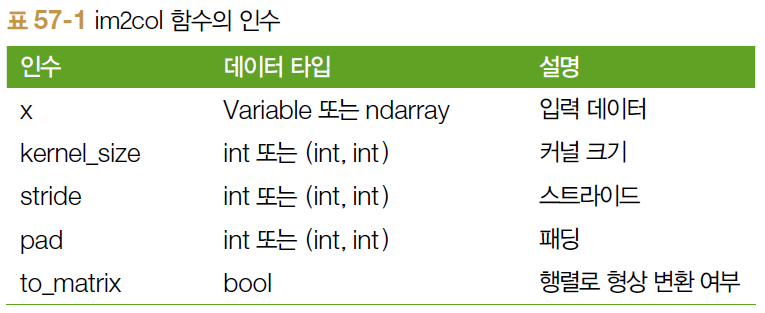 표 57-1 im2col 함수의 인수
인수 데이터 타입 설명
x Variable 또는 ndarray 입력 데이터
kernel_size int 또는 (int, int) 커널 크기
stride int 또는 (int, int) 스트라이드
pad int 또는 (int, int) 패딩
to_matrix bool 행렬로 형상 변환 여부